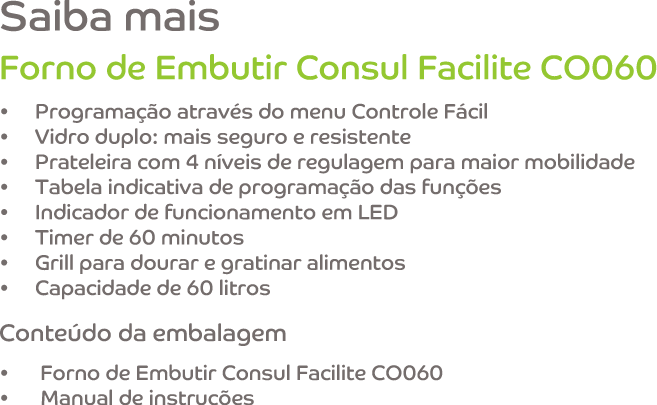 Saiba mais
Forno de Embutir Consul Facilite CO060
• Programação através do menu Controle Fácil
• Vidro duplo: mais seguro e resistente
• Prateleira com 4 níveis de regulagem para maior mobilidade
• Tabela indicativa de programação das funções
• Indicador de funcionamento em LED
• Timer de 60 minutos
• Grill para dourar e gratinar alimentos
• Capacidade de 60 litros
Conteúdo da embalagem
• Forno de Embutir Consul Facilite CO060
• Manual de instruções